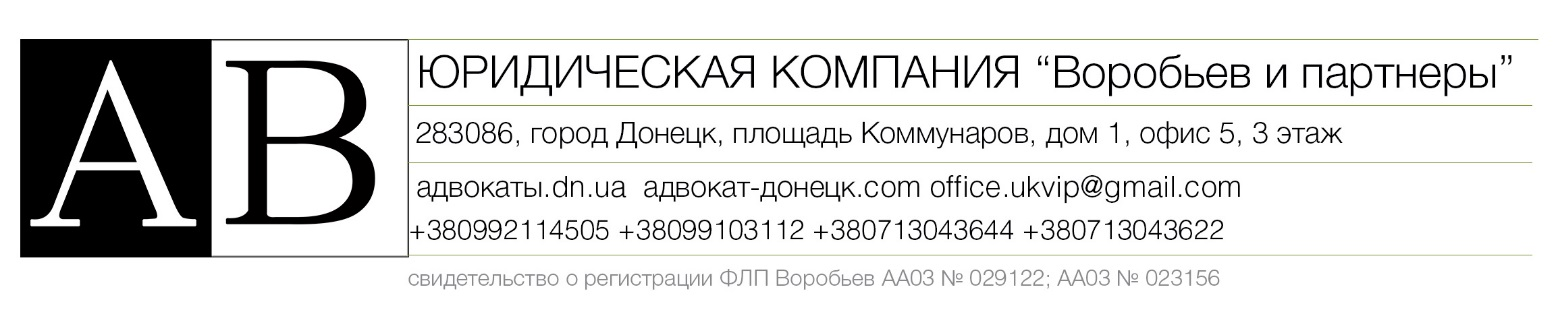 АВ
ЮРИДИЧЕСКАЯ КОМПАНИЯ “Воробьев и партнеры”
283086, город Донецк, площадь Коммунаров, дом 1, офис 5, 3 этаж
адвокаты.dn.ua адвокат-донецк.com office.ukvip@gmail.com
+380992114505 +38099103112 +380713043644 +380713043622
свидетельство о регистрации ФЛП Воробьев АА03 № 029122; АА03 № 023156